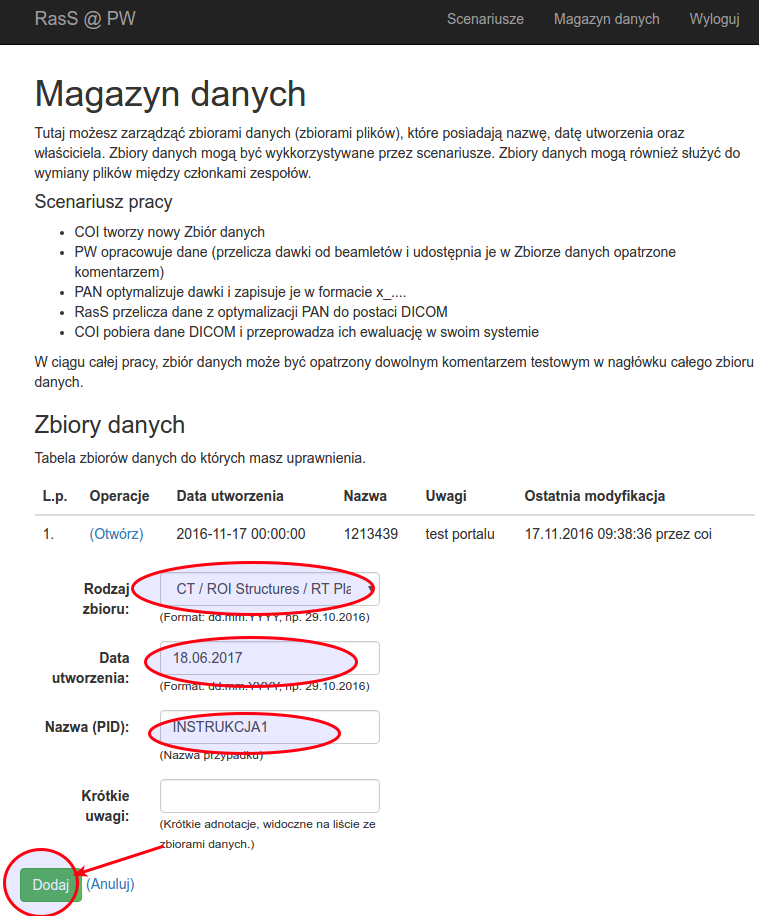 RasS @ PW
Scenariusze Magazyn danych Wyloguj
Magazyn danych
Tutaj możesz zarządząć zbiorami danych (zbiorami plików), które posiadają nazwę, datę utworzenia oraz
właściciela. Zbiory danych mogą być wykkorzystywane przez scenariusze. Zbiory danych mogą również służyć do
wymiany plików między członkami zespołów.
Scenariusz pracy
• COI tworzy nowy Zbiór danych
• PW opracowuje dane (przelicza dawki od beamletów i udostępnia je w Zbiorze danych opatrzone
komentarzem)
• PAN optymalizuje dawki i zapisuje je w formacie x_....
• RasS przelicza dane z optymalizacji PAN do postaci DICOM
• COI pobiera dane DICOM i przeprowadza ich ewaluację w swoim systemie
W ciągu całej pracy, zbiór danych może być opatrzony dowolnym komentarzem testowym w nagłówku całego zbioru
danych.
Zbiory danych
Tabela zbiorów danych do których masz uprawnienia.
L.p. Operacje Data utworzenia Nazwa Uwagi Ostatnia modyfikacja
1. (Otwórz) 2016-11-17 00:00:00 1213439 test portalu 17.11.2016 09:38:36 przez coi
Rodzaj
zbioru:
CT / ROI Structures / RT Pla
(Format: dd.mm.YYYY, np. 29.10.2016)
Data
utworzenia:
18.06.2017
(Format: dd.mm.YYYY, np. 29.10.2016)
Nazwa (PID):
INSTRUKCJA1
(Nazwa przypadku)
Krótkie
uwagi:
(Krótkie adnotacje, widoczne na liście ze
zbiorami danych.)
Dodaj (Anuluj)